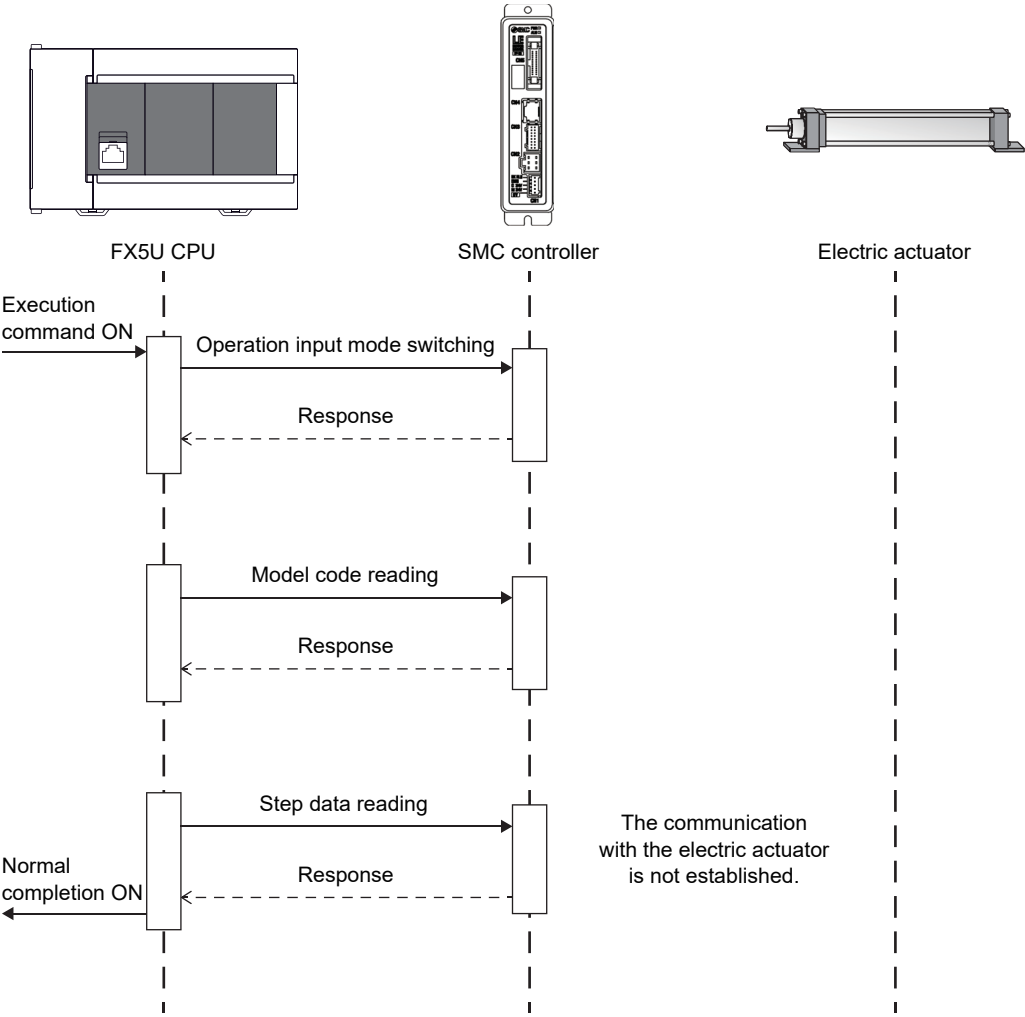 FX5U CPU
SMC controller
Electric actuator
Execution
command ON
Operation input mode switching
Response
Model code reading
Response
Step data reading
The communication
with the electric actuator
is not established.
Normal
completion ON
Response